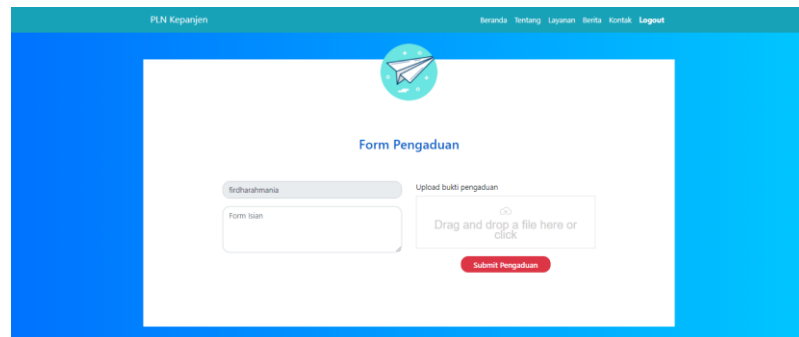 PLN Kepanjen
Beranda Tentang Layanan Berita Kontak Logout
Form Pengaduan
firdharahmania
Form Isian
Upload bukti pengaduan
Drag and drop a file here or
click
Submit Pengaduan